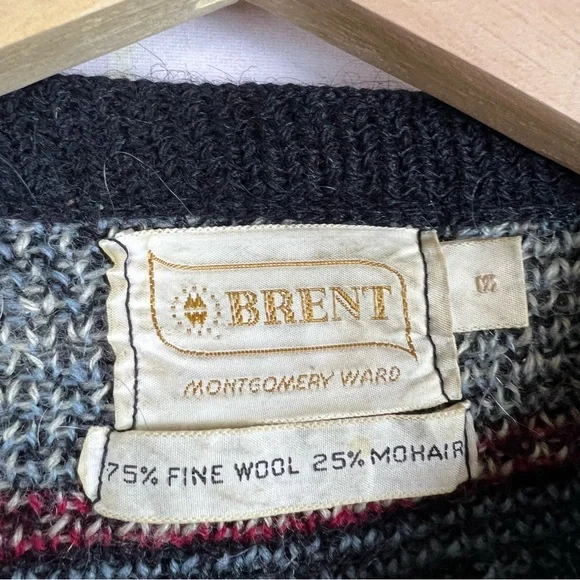 BRENT
MONTGOMERY WARD
75% FINE WOOL 25% MOHAIR